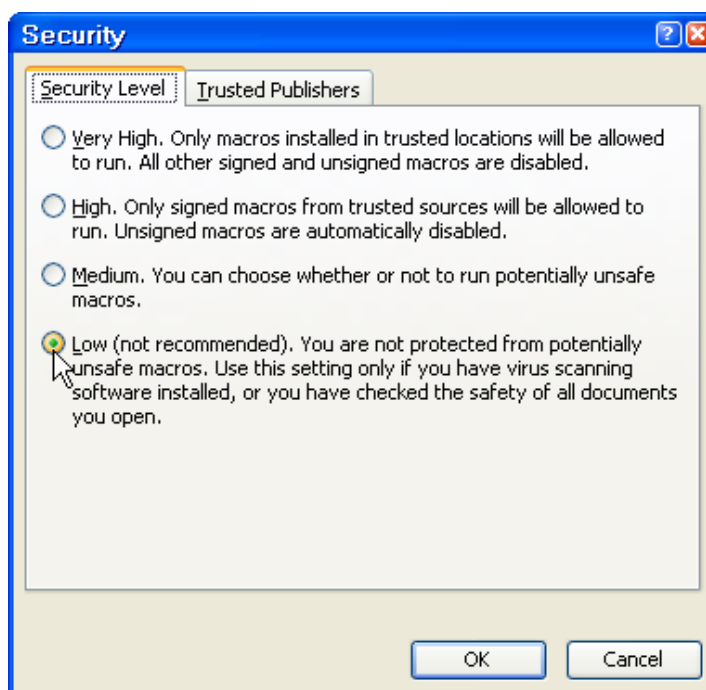 Security
Security Level
Trusted Publishers
Very High. Only macros installed in trusted locations will be allowed
to run. All other signed and unsigned macros are disabled.
High. Only signed macros from trusted sources will be allowed to
run. Unsigned macros are automatically disabled.
Medium. You can choose whether or not to run potentially unsafe
macros.
Low (not recommended). You are not protected from potentially
unsafe macros. Use this setting only if you have virus scanning
software installed, or you have checked the safety of all documents
you open.
OK
Cancel